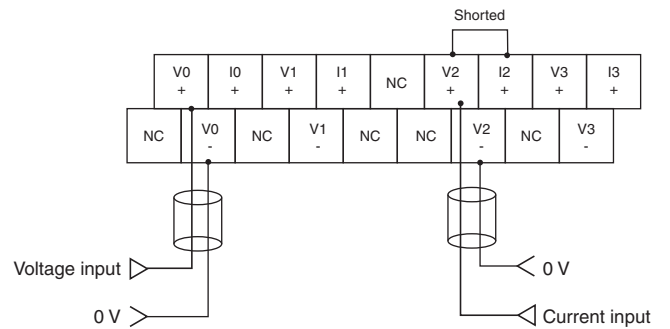 Shorted
V0 + I0 + V1 + I1 + NC V2 + I2 + V3 + I3 +
NC V0 - NC V1 - NC NC V2 - NC V3 -
Voltage input
0 V
0 V
Current input